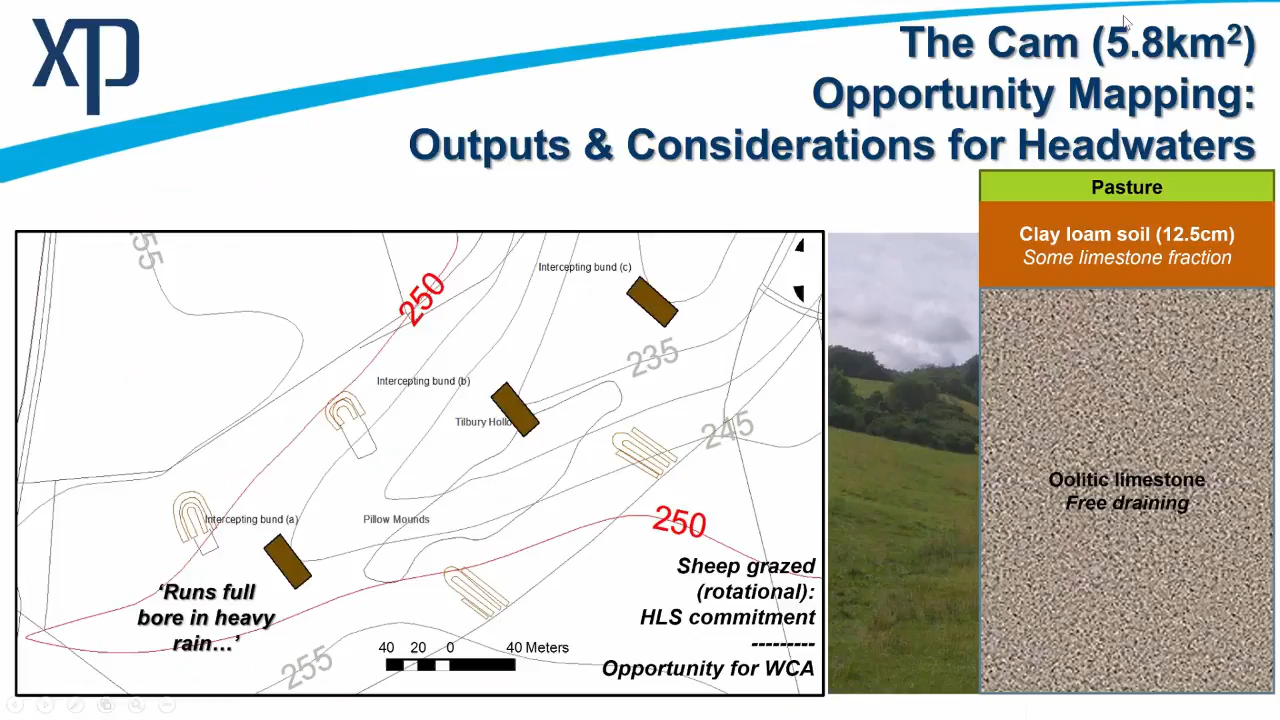 xp
The Cam (5.8km²)
Opportunity Mapping:
Outputs & Considerations for Headwaters
Pasture
Clay loam soil (12.5cm)
Some limestone fraction
Oolitic limestone
Free draining
255
250
Intercepting bund (c)
235
Intercepting bund (b)
Tilbury
245
Intercepting bund (a)
Pillow Mounds
250
'Runs full
bore in heavy
rain…'
255
40 20 0 40 Meters
Sheep grazed
(rotational):
HLS commitment
---------
Opportunity for WCA